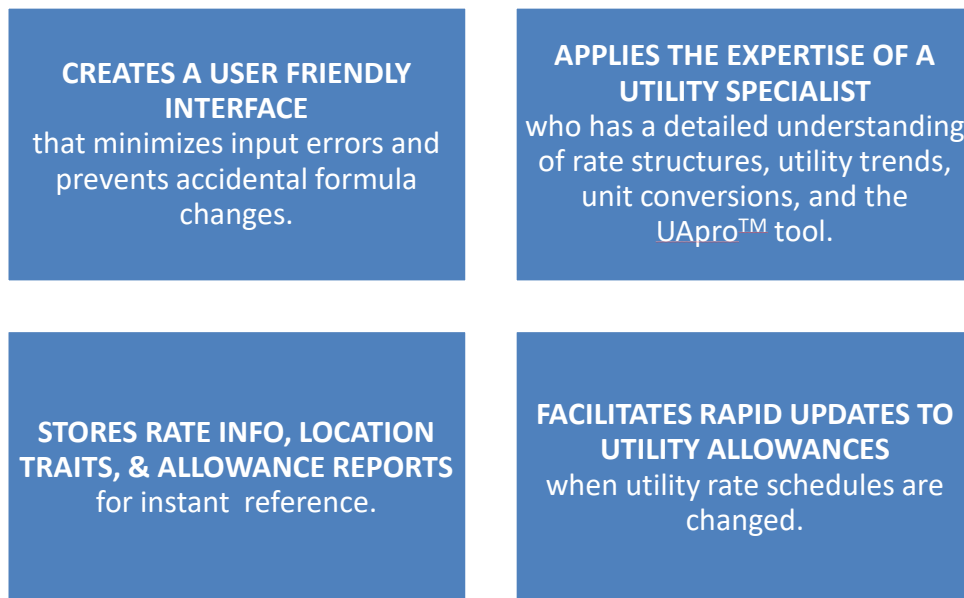 CREATES A USER FRIENDLY
INTERFACE
that minimizes input errors and
prevents accidental formula
changes.
APPLIES THE EXPERTISE OF A
UTILITY SPECIALIST
who has a detailed understanding
of rate structures, utility trends,
unit conversions, and the
UApro™ tool.
STORES RATE INFO, LOCATION
TRAITS, & ALLOWANCE REPORTS
for instant  reference.
FACILITATES RAPID UPDATES TO
UTILITY ALLOWANCES
when utility rate schedules are
changed.